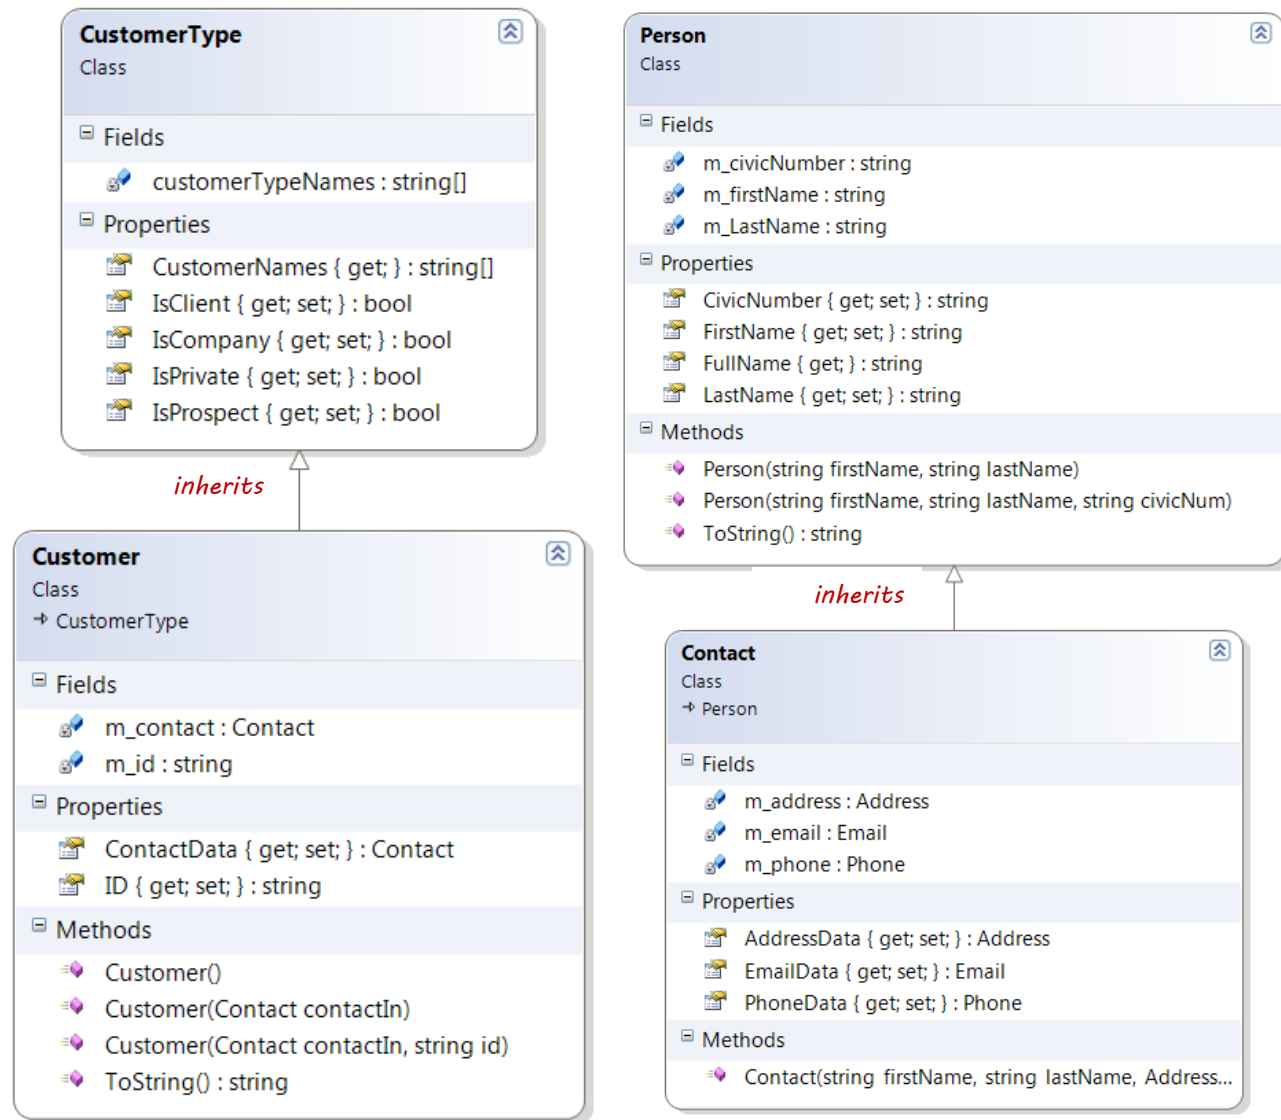 CustomerType
Class
Fields
customerTypeNames : string[]
Properties
CustomerNames { get; } : string[]
IsClient { get; set; } : bool
IsCompany { get; set; } : bool
IsPrivate { get; set; } : bool
IsProspect { get; set; } : bool
inherits
Customer
Class
CustomerType
Fields
m_contact : Contact
m_id : string
Properties
ContactData { get; set; } : Contact
ID { get; set; } : string
Methods
Customer()
Customer(Contact contactIn)
Customer(Contact contactIn, string id)
ToString() : string
Person
Class
Fields
m_civicNumber : string
m_firstName : string
m_LastName : string
Properties
CivicNumber { get; set; } : string
FirstName { get; set; } : string
FullName { get; } : string
LastName { get; set; } : string
Methods
Person(string firstName, string lastName)
Person(string firstName, string lastName, string civicNum)
ToString() : string
inherits
Contact
Class
Person
Fields
m_address : Address
m_email : Email
m_phone : Phone
Properties
AddressData { get; set; } : Address
EmailData { get; set; } : Email
PhoneData { get; set; } : Phone
Methods
Contact(string firstName, string lastName, Address...